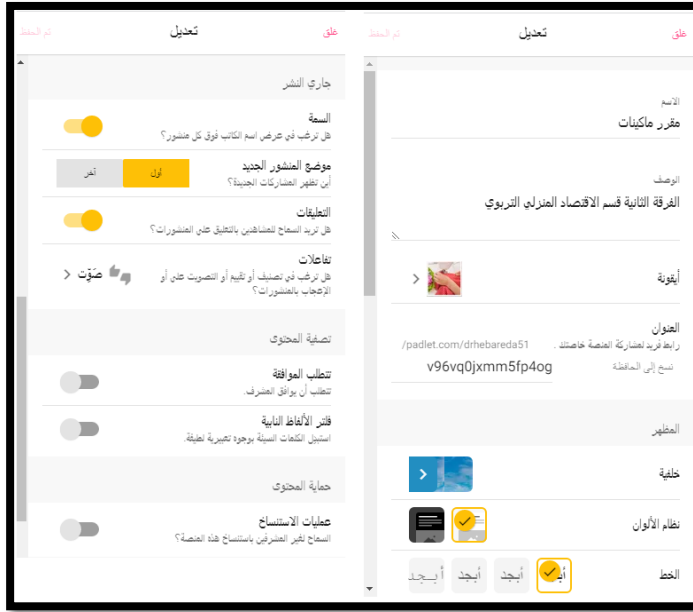 غلق
تعديل
تم الحفظ
الاسم
مقرر ماكينات
الوصف
الفرقة الثانية قسم الاقتصاد المنزلي التربوي
أيقونة
العنوان
رابط فريد لمشاركة المنصة خاصتك .
padlet.com/drhebareda51/
نسخ إلى الحافظة
v96vq0jxmm5fp4og
المظهر
خلفية
نظام الألوان
الخط
أبجد
أبجد
أبجد
غلق
تعديل
تم الحفظ
جاري النشر
السمة
هل ترغب في عرض اسم الكاتب فوق كل منشور؟
موضع المنشور الجديد
أين تظهر المشاركات الجديدة؟
أول
آخر
التعليقات
هل تريد السماح للمشاهدين بالتعليق على المنشورات؟
تفاعلات
هل ترغب في تصنيف أو تقييم أو التصويت على أو
الإعجاب بالمنشورات؟
صَوِّت
تصفية المحتوى
تتطلب الموافقة
تتطلب أن يوافق المشرف.
فلتر الألفاظ النابية
استبدل الكلمات السيئة بوجوه تعبيرية لطيفة.
حماية المحتوى
عمليات الاستنساخ
السماح لغير المشرفين باستنساخ هذه المنصة؟